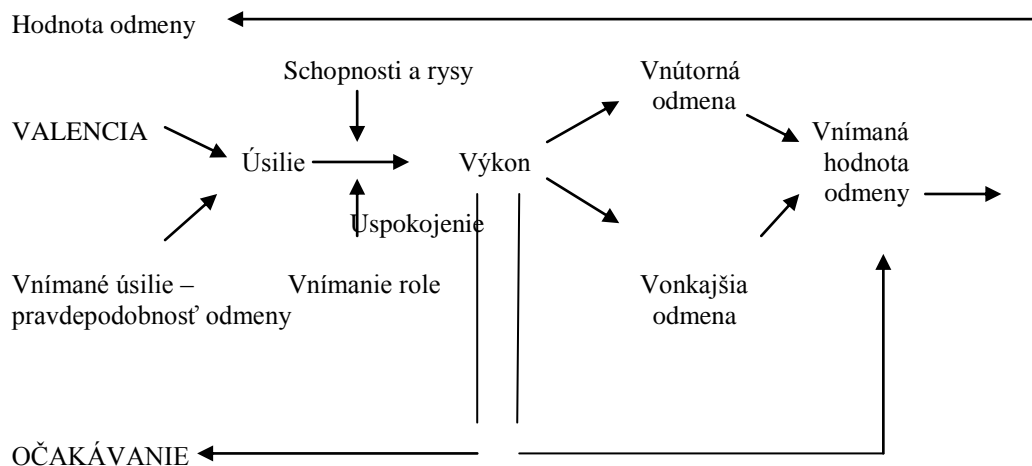 Hodnota odmeny
Schopnosti a rysy
Vnútorná
odmena
VALENCIA
Vnímaná
hodnota
odmeny
Úsilie
Výkon
Uspokojenie
Vnímané úsilie –
pravdepodobnosť odmeny
Vnímanie role
Vonkajšia
odmena
OČAKÁVANIE